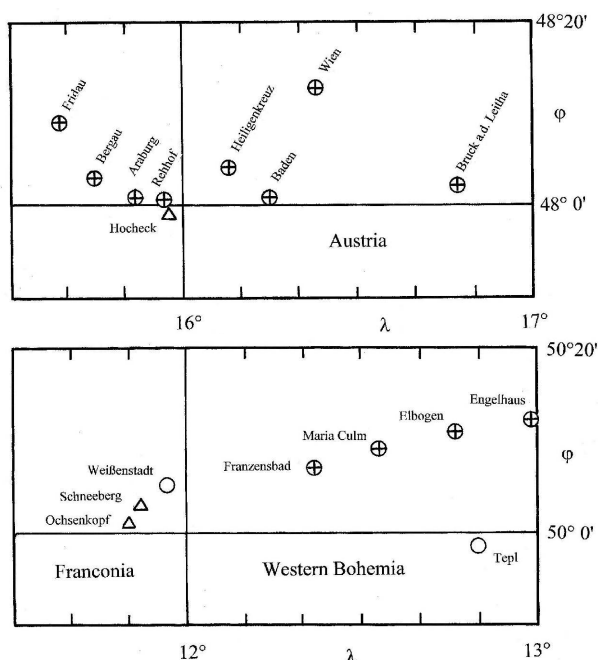 48°20'
Wien
Fridau
Bergau
Araburg
Rehhof
Heiligenkreuz
Baden
Bruck a.d. Leitha
φ
48° 0'
Hocheck
Austria
16°
λ
17°
50°20'
Engelhaus
Elbogen
Maria Culm
φ
Franzensbad
Weißenstadt
Schneeberg
Ochsenkopf
50° 0'
Tepl
Franconia
Western Bohemia
12°
λ
13°